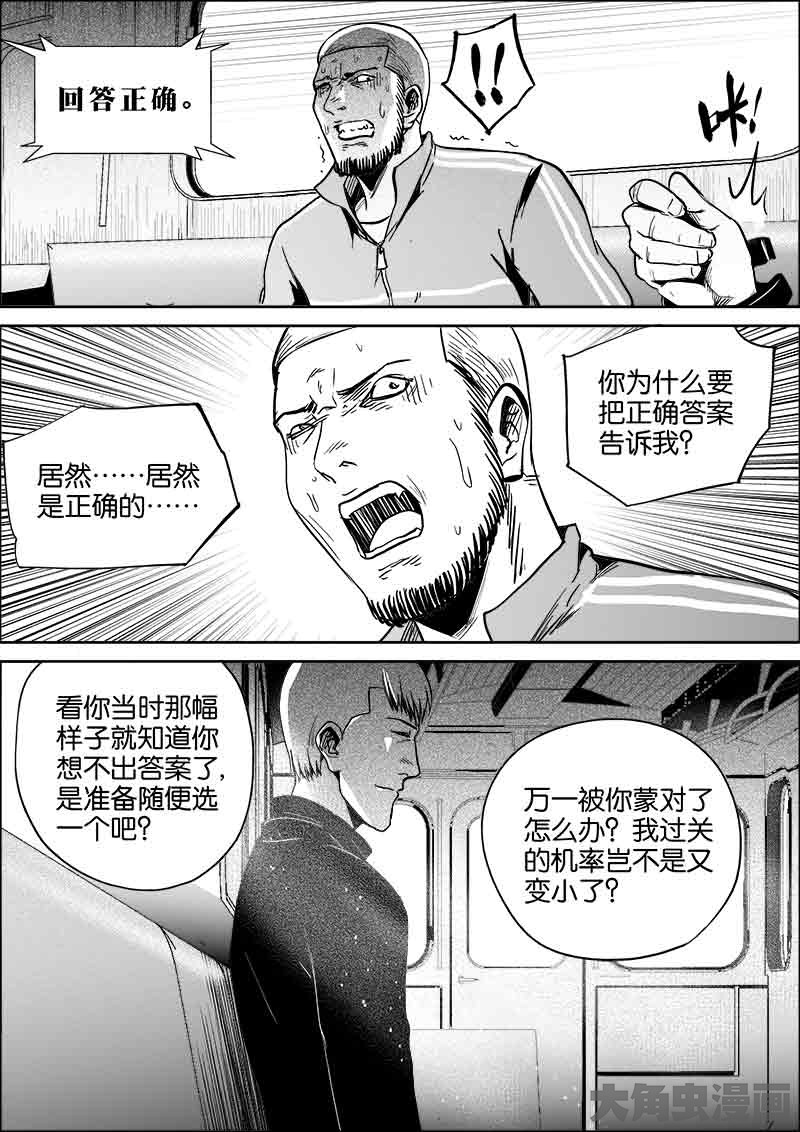 回答正确。
!!
咔!
居然……居然
是正确的……
你为什么要
把正确答案
告诉我?
看你当时那幅
样子就知道你
想不出答案了,
是准备随便选
一个吧?
万一被你蒙对了
怎么办?我过关
的机率岂不是又
变小了?
大角虫漫画